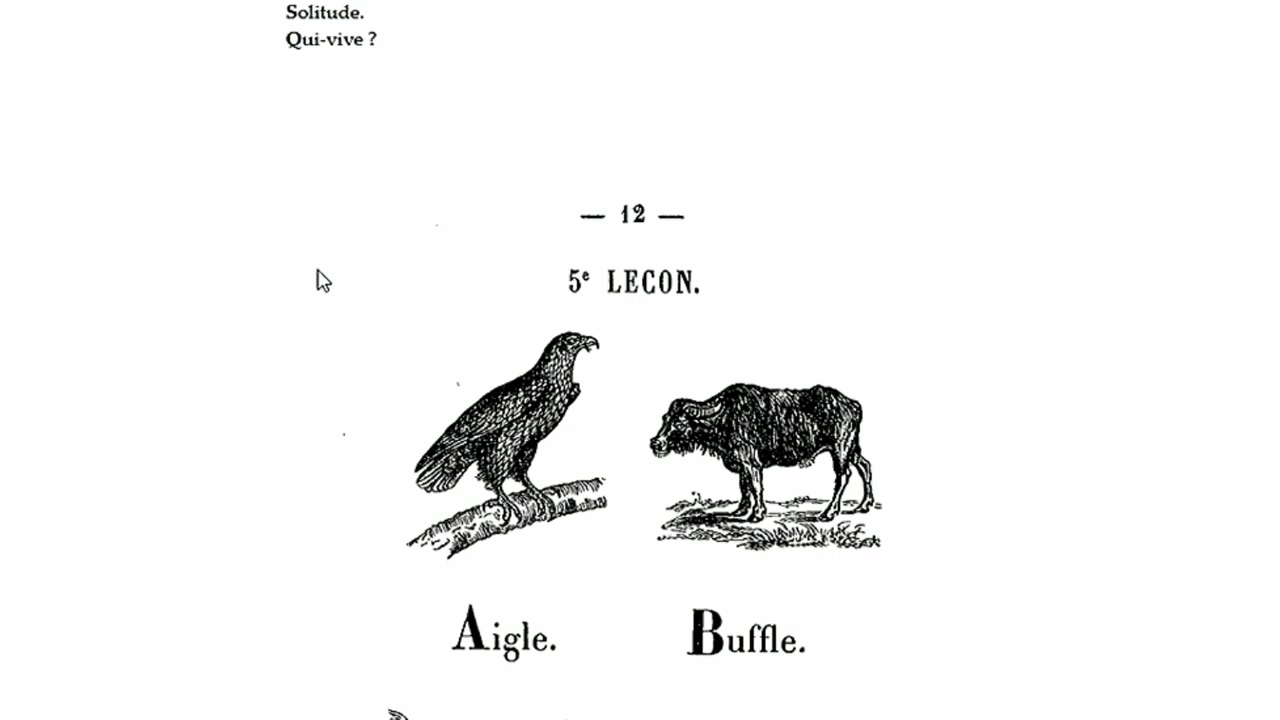 Solitude.
Qui-vive ?
— 12 —
5e LECON.
Aigle. Buffle.